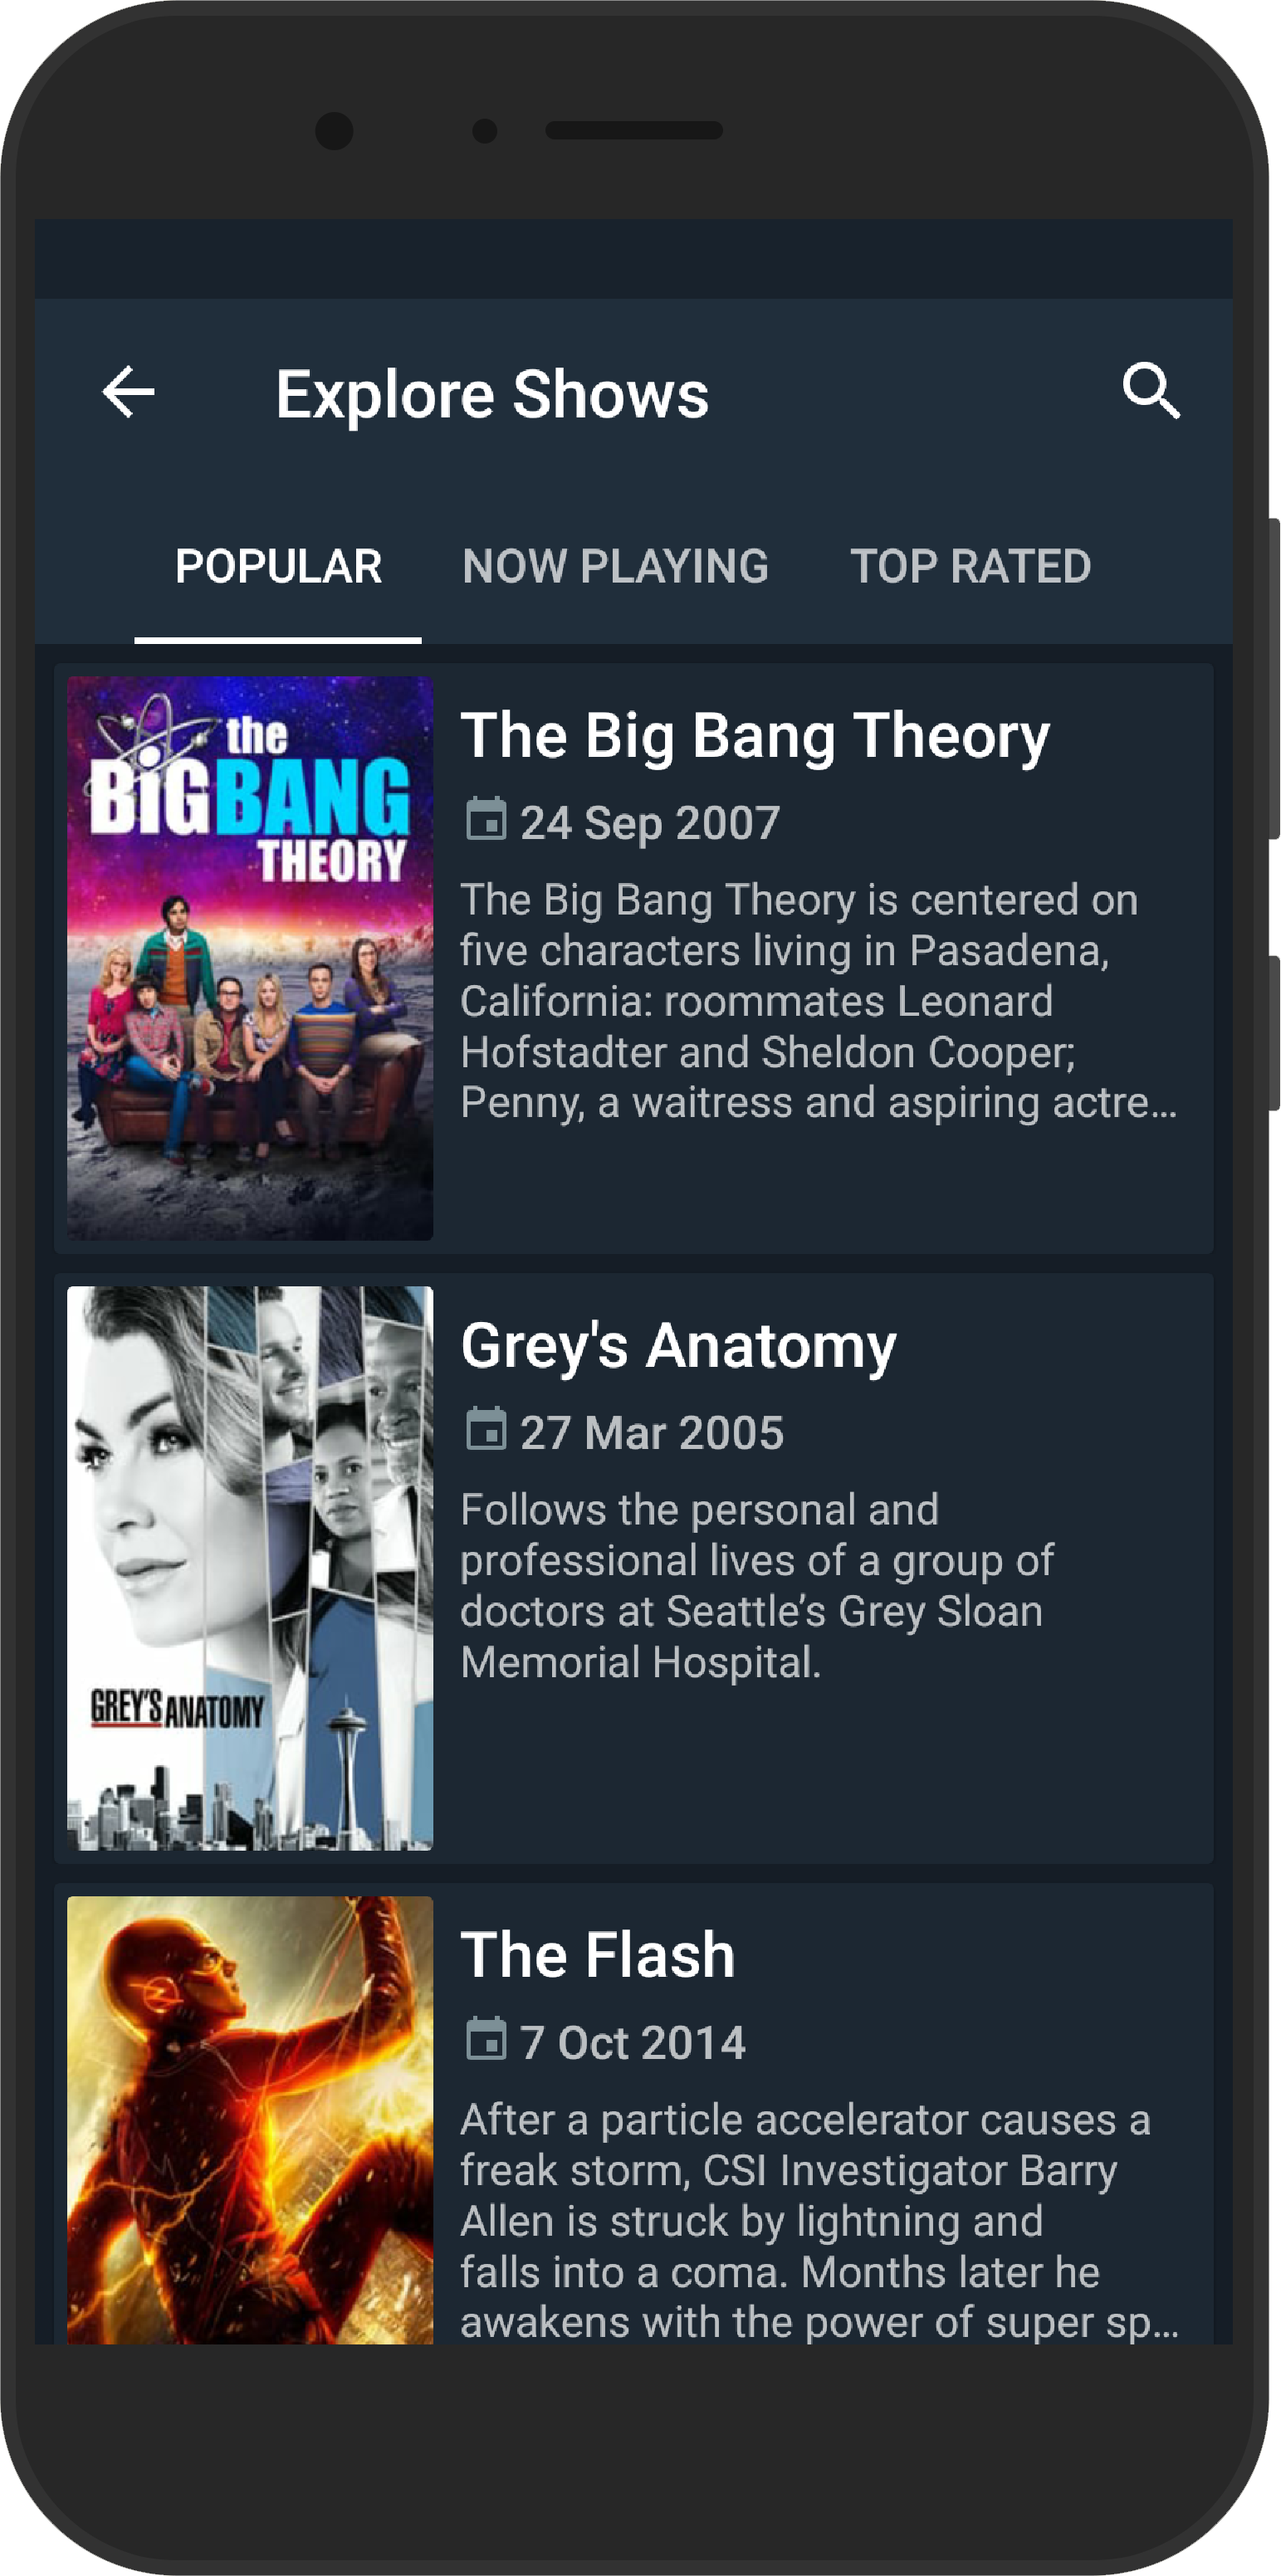 Explore Shows
POPULAR NOW PLAYING TOP RATED
the
BIGBANG
THEORY
The Big Bang Theory
24 Sep 2007
The Big Bang Theory is centered on
five characters living in Pasadena,
California: roommates Leonard
Hofstadter and Sheldon Cooper;
Penny, a waitress and aspiring actre...
GREY'S ANATOMY
Grey's Anatomy
27 Mar 2005
Follows the personal and
professional lives of a group of
doctors at Seattle’s Grey Sloan
Memorial Hospital.
The Flash
7 Oct 2014
After a particle accelerator causes a
freak storm, CSI Investigator Barry
Allen is struck by lightning and
falls into a coma. Months later he
awakens with the power of super sp...